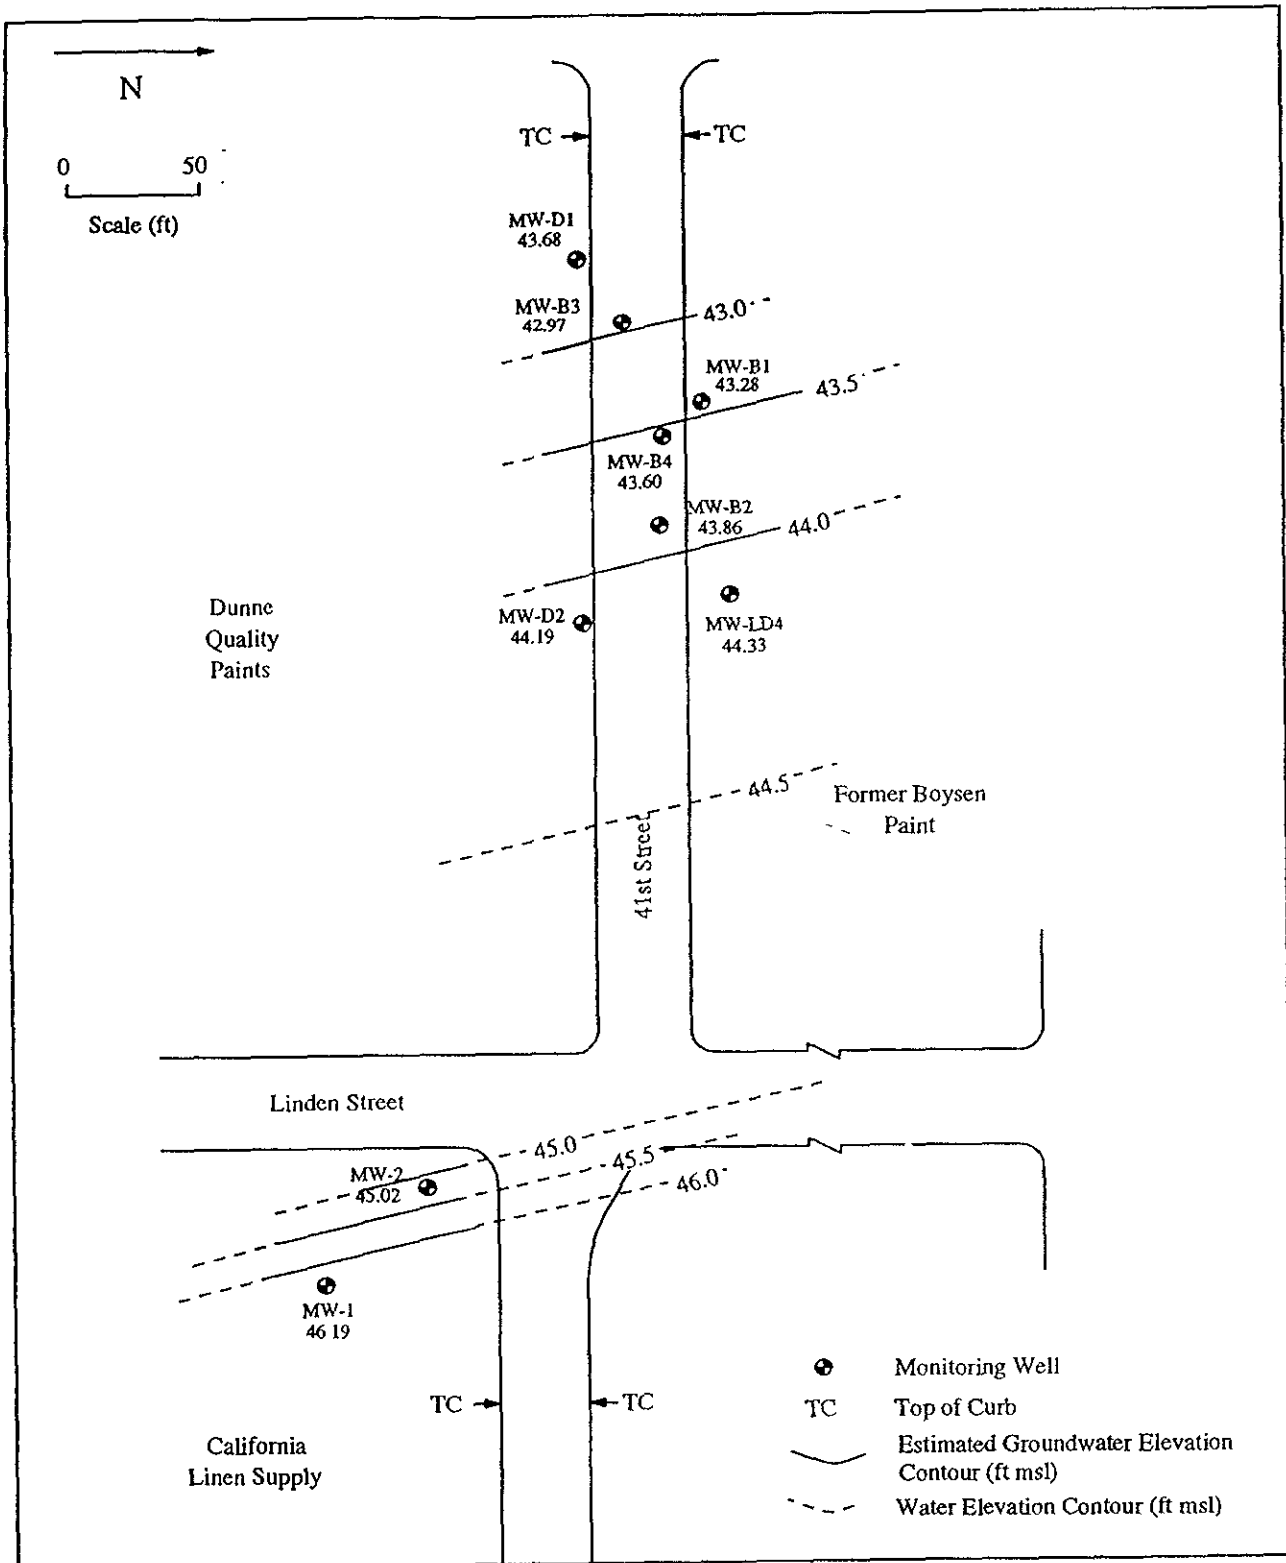 N
0 50
Scale (ft)
TC TC
MW-D1
43.68
MW-B3
42.97
43.0
MW-B1
43.28
43.5
MW-B4
43.60
MW-B2
43.86
44.0
MW-D2
44.19
MW-LD4
44.33
Dunne
Quality
Paints
44.5
Former Boysen
Paint
41st Street
Linden Street
45.0
45.5
46.0
MW-2
45.02
MW-1
46 19
TC TC
California
Linen Supply
Monitoring Well
TC Top of Curb
Estimated Groundwater Elevation
Contour (ft msl)
Water Elevation Contour (ft msl)